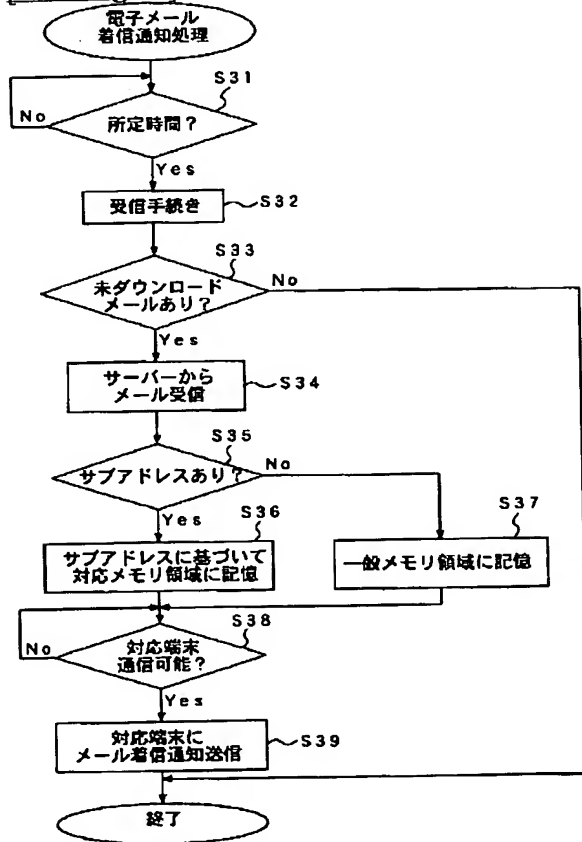 電子メール
着信通知処理
S31
所定時間？
No
Yes
受信手続き
S32
S33
未ダウンロード
メールあり？
No
Yes
サーバーから
メール受信
S34
S35
サブアドレスあり？
No
Yes
S36
サブアドレスに基づいて
対応メモリ領域に記憶
S37
一般メモリ領域に記憶
S38
対応端末
通信可能？
No
Yes
対応端末に
メール着信通知送信
S39
終了